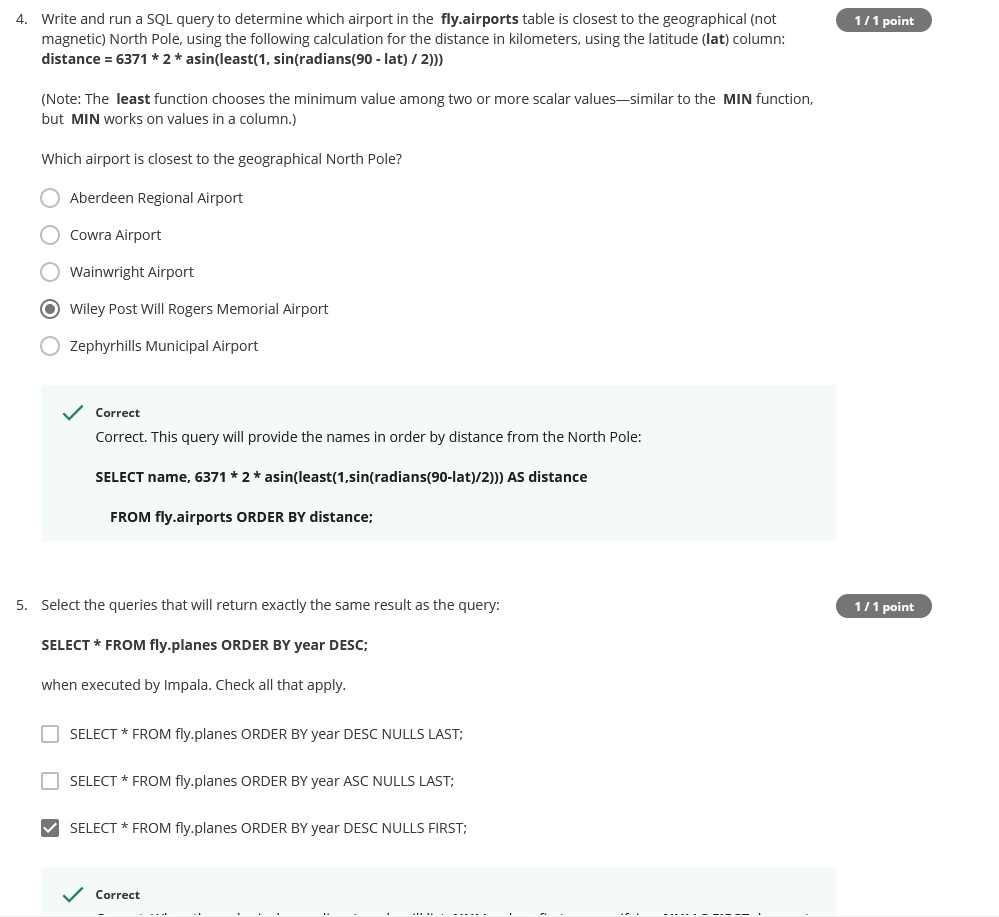 4. Write and run a SQL query to determine which airport in the fly.airports table is closest to the geographical (not
1 / 1 point
magnetic) North Pole, using the following calculation for the distance in kilometers, using the latitude (lat) column:
distance = 6371 * 2 * asin(least(1, sin(radians(90 - lat) / 2)))
(Note: The least function chooses the minimum value among two or more scalar values—similar to the MIN function,
but MIN works on values in a column.)
Which airport is closest to the geographical North Pole?
Aberdeen Regional Airport
Cowra Airport
Wainwright Airport
Wiley Post Will Rogers Memorial Airport
Zephyrhills Municipal Airport
Correct
Correct. This query will provide the names in order by distance from the North Pole:
SELECT name, 6371 * 2 * asin(least(1,sin(radians(90-lat)/2))) AS distance
FROM fly.airports ORDER BY distance;
5. Select the queries that will return exactly the same result as the query:
1 / 1 point
SELECT * FROM fly.planes ORDER BY year DESC;
when executed by Impala. Check all that apply.
SELECT * FROM fly.planes ORDER BY year DESC NULLS LAST;
SELECT * FROM fly.planes ORDER BY year ASC NULLS LAST;
SELECT * FROM fly.planes ORDER BY year DESC NULLS FIRST;
Correct